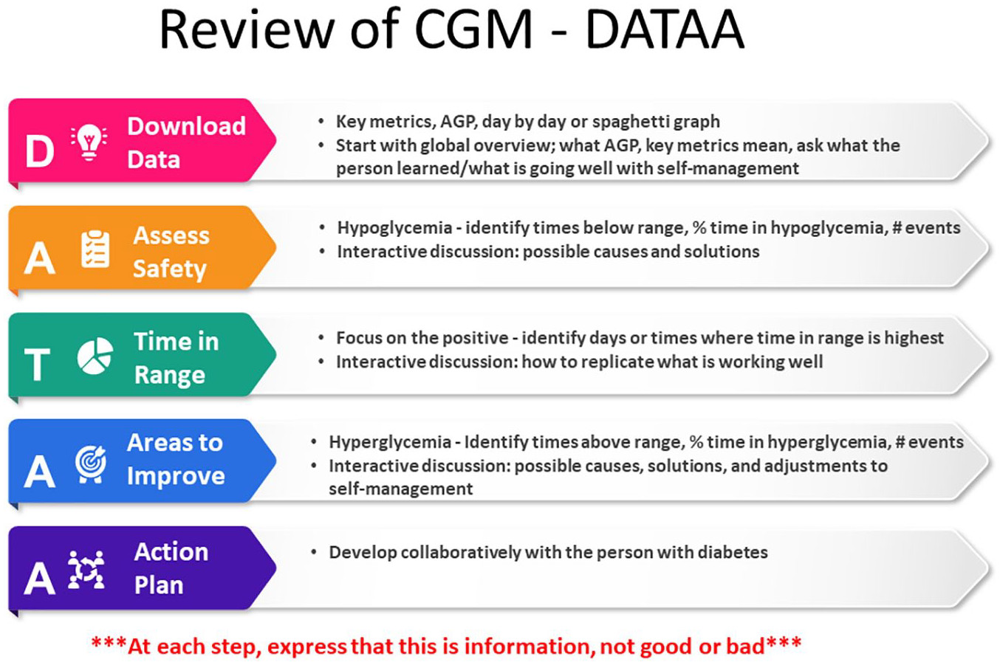 Review of CGM - DATAA
D
Download
Data
• Key metrics, AGP, day by day or spaghetti graph
• Start with global overview; what AGP, key metrics mean, ask what the
person learned/what is going well with self-management
A
Assess
Safety
• Hypoglycemia - identify times below range, % time in hypoglycemia, # events
• Interactive discussion: possible causes and solutions
T
Time in
Range
• Focus on the positive - identify days or times where time in range is highest
• Interactive discussion: how to replicate what is working well
A
Areas to
Improve
• Hyperglycemia - Identify times above range, % time in hyperglycemia, # events
• Interactive discussion: possible causes, solutions, and adjustments to
self-management
A
Action
Plan
• Develop collaboratively with the person with diabetes
***At each step, express that this is information, not good or bad***